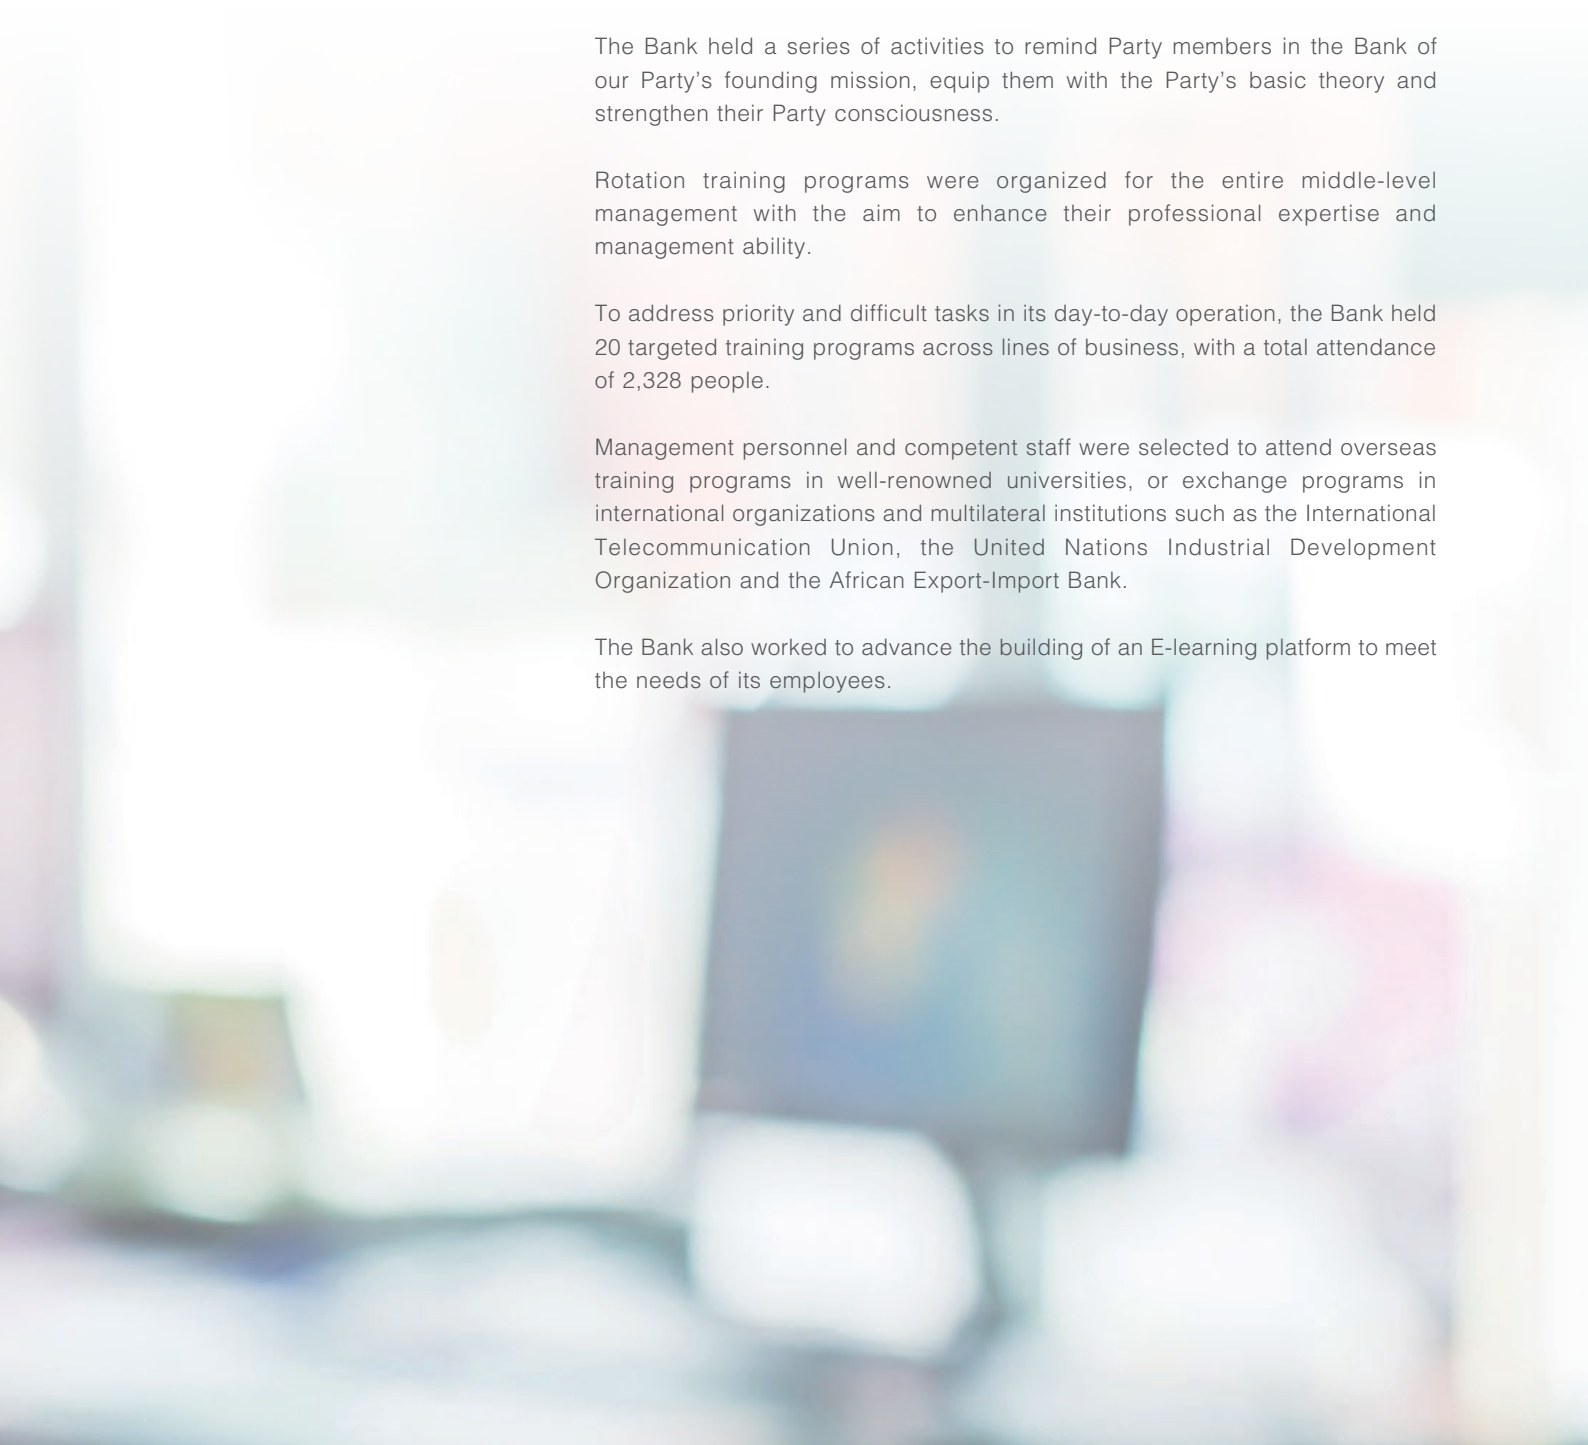 The Bank held a series of activities to remind Party members in the Bank of
our Party’s founding mission, equip them with the Party’s basic theory and
strengthen their Party consciousness.
Rotation training programs were organized for the entire middle-level
management with the aim to enhance their professional expertise and
management ability.
To address priority and difficult tasks in its day-to-day operation, the Bank held
20 targeted training programs across lines of business, with a total attendance
of 2,328 people.
Management personnel and competent staff were selected to attend overseas
training programs in well-renowned universities, or exchange programs in
international organizations and multilateral institutions such as the International
Telecommunication Union, the United Nations Industrial Development
Organization and the African Export-Import Bank.
The Bank also worked to advance the building of an E-learning platform to meet
the needs of its employees.